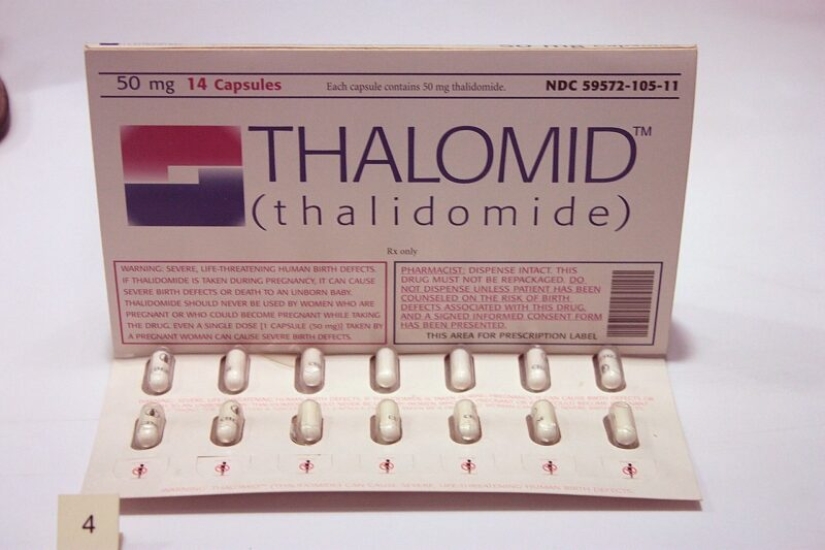 50 mg 14 Capsules Each capsule contains 50 mg thalidomide. NDC 59572-105-11
THALOMID™
(thalidomide)
Rx only
WARNING: SEVERE, LIFE-THREATENING HUMAN BIRTH DEFECTS.
IF THALIDOMIDE IS TAKEN DURING PREGNANCY, IT CAN CAUSE
SEVERE BIRTH DEFECTS OR DEATH TO AN UNBORN BABY.
THALIDOMIDE SHOULD NEVER BE USED BY WOMEN WHO ARE
PREGNANT OR WHO COULD BECOME PREGNANT WHILE TAKING
THE DRUG. EVEN A SINGLE DOSE [1 CAPSULE (50 mg)] TAKEN BY
A PREGNANT WOMAN CAN CAUSE SEVERE BIRTH DEFECTS.
PHARMACIST: DISPENSE INTACT. THIS
DRUG MUST NOT BE REPACKAGED. DO
NOT DISPENSE UNLESS PATIENT HAS BEEN
COUNSELED ON THE RISK OF BIRTH
DEFECTS ASSOCIATED WITH THIS DRUG,
AND A SIGNED INFORMED CONSENT FORM
HAS BEEN PRESENTED.
THIS AREA FOR PRESCRIPTION LABEL
4